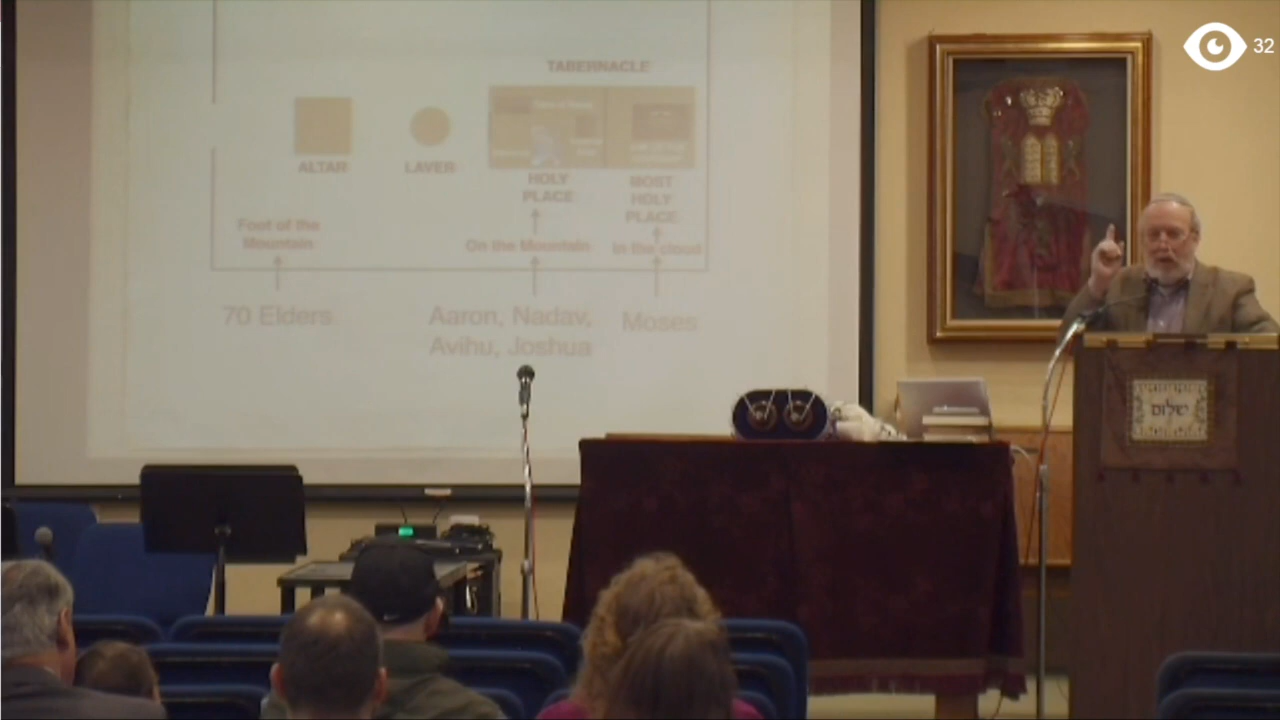 32
TABERNACLE
ALTAR
LAVER
HOLY
PLACE
MOST
HOLY
PLACE
Foot of the
Mountain
On the Mountain
In the cloud
70 Elders
Aaron, Nadav,
Avihu, Joshua
Moses
שלום